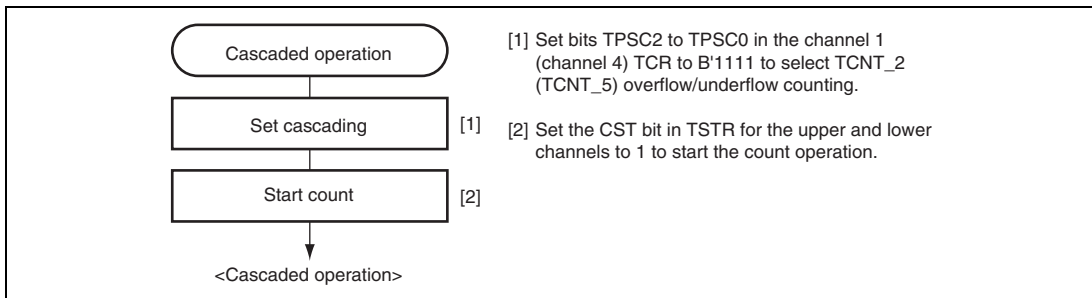 Cascaded operation
Set cascading
[1]
Start count
[2]
<Cascaded operation>
[1] Set bits TPSC2 to TPSC0 in the channel 1
(channel 4) TCR to B'1111 to select TCNT_2
(TCNT_5) overflow/underflow counting.
[2] Set the CST bit in TSTR for the upper and lower
channels to 1 to start the count operation.